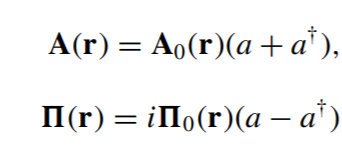 A(r) = A₀(r)(a + a†),
Π(r) = iΠ₀(r)(a − a†)